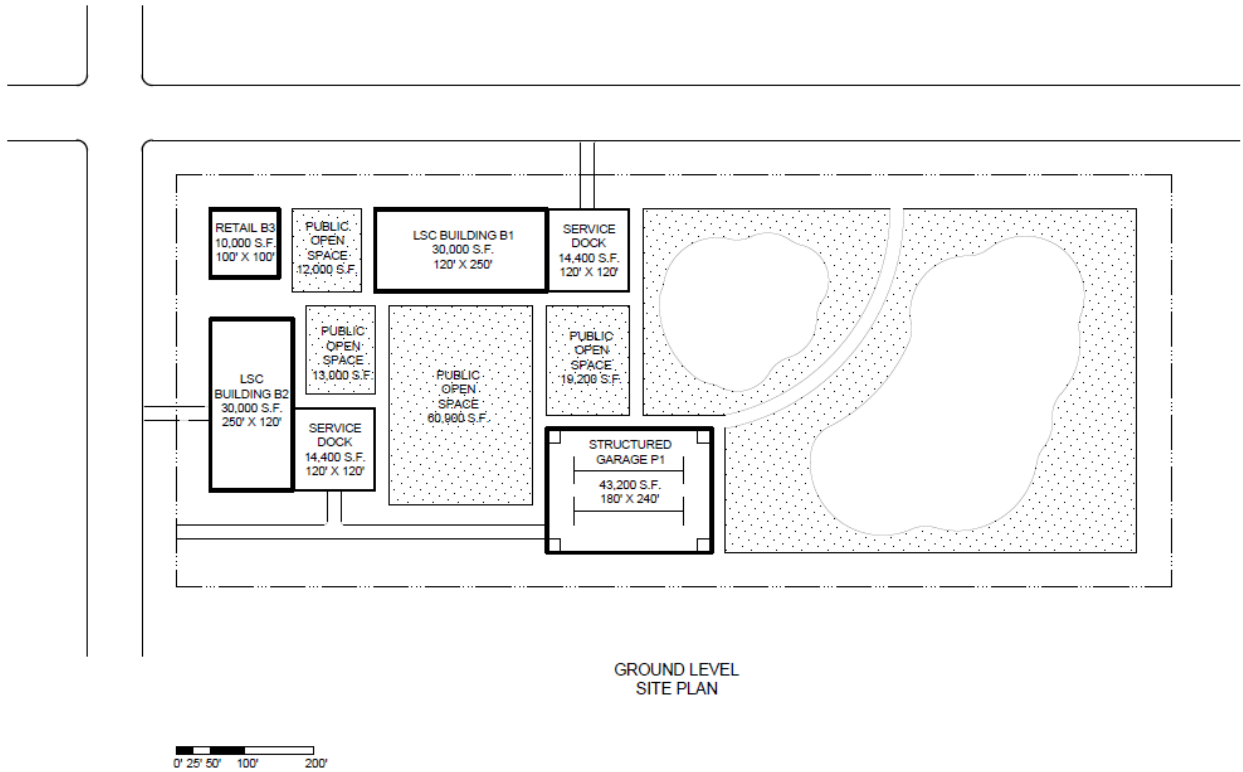 RETAIL B3
10,000 S.F.
100' X 100'
PUBLIC
OPEN
SPACE
12,000 S.F.
LSC BUILDING B1
30,000 S.F.
120' X 250'
SERVICE
DOCK
14,400 S.F.
120' X 120'
LSC
BUILDING B2
30,000 S.F.
250' X 120'
PUBLIC
OPEN
SPACE
13,000 S.F.
SERVICE
DOCK
14,400 S.F.
120' X 120'
PUBLIC
OPEN
SPACE
60,900 S.F.
PUBLIC
OPEN
SPACE
19,200 S.F.
STRUCTURED
GARAGE P1
43,200 S.F.
180' X 240'
GROUND LEVEL
SITE PLAN
0' 25' 50' 100' 200'